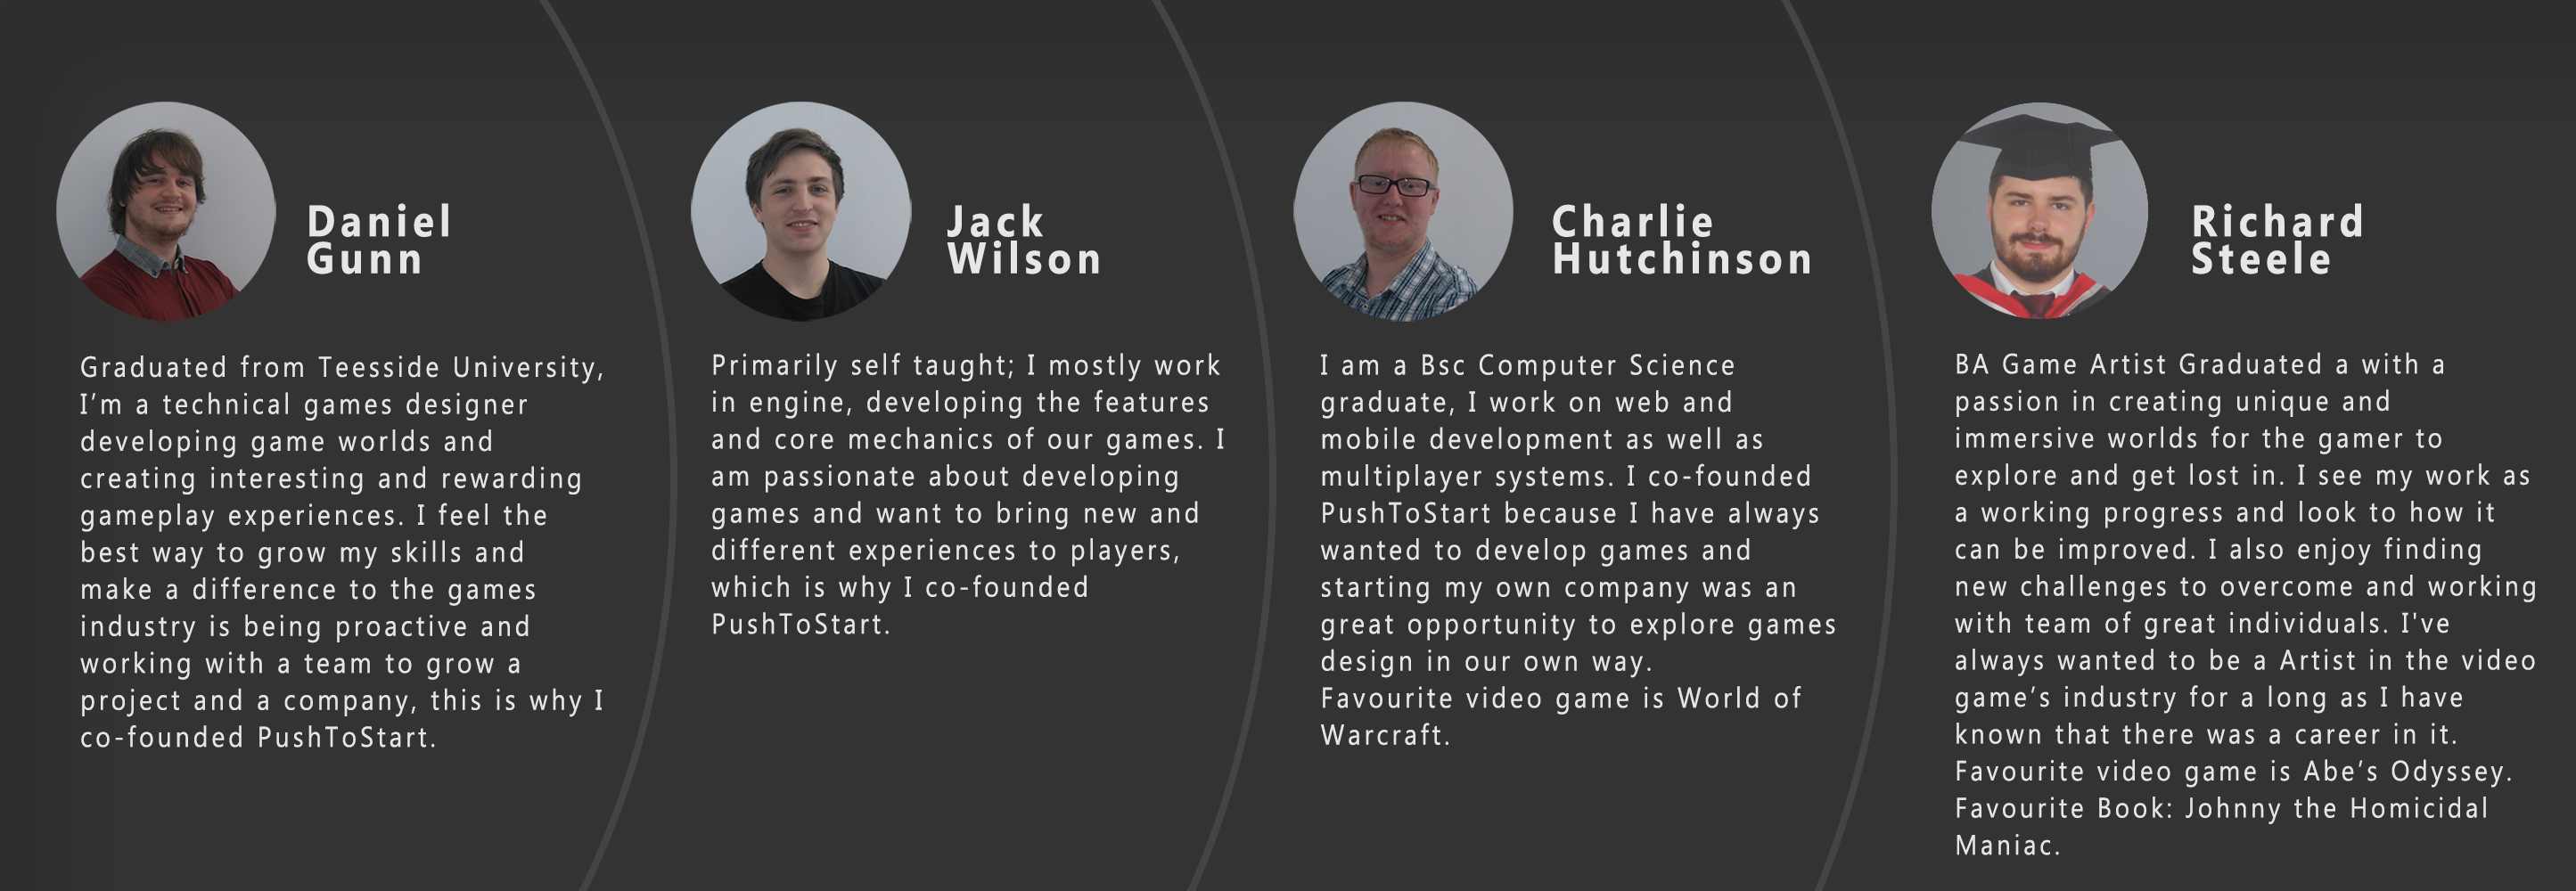 Daniel
Gunn
Graduated from Teesside University,
I’m a technical games designer
developing game worlds and
creating interesting and rewarding
gameplay experiences. I feel the
best way to grow my skills and
make a difference to the games
industry is being proactive and
working with a team to grow a
project and a company, this is why I
co-founded PushToStart.
Jack
Wilson
Primarily self taught; I mostly work
in engine, developing the features
and core mechanics of our games. I
am passionate about developing
games and want to bring new and
different experiences to players,
which is why I co-founded
PushToStart.
Charlie
Hutchinson
I am a Bsc Computer Science
graduate, I work on web and
mobile development as well as
multiplayer systems. I co-founded
PushToStart because I have always
wanted to develop games and
starting my own company was an
great opportunity to explore games
design in our own way.
Favourite video game is World of
Warcraft.
Richard
Steele
BA Game Artist Graduated a with a
passion in creating unique and
immersive worlds for the gamer to
explore and get lost in. I see my work as
a working progress and look to how it
can be improved. I also enjoy finding
new challenges to overcome and working
with team of great individuals. I've
always wanted to be a Artist in the video
game’s industry for a long as I have
known that there was a career in it.
Favourite video game is Abe’s Odyssey.
Favourite Book: Johnny the Homicidal
Maniac.